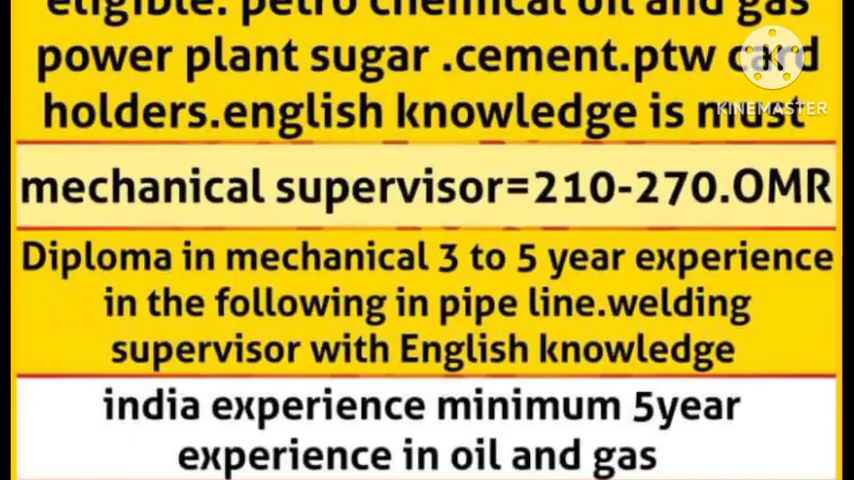 eligible. petro chemical oil and gas
power plant sugar .cement.ptw card
holders.english knowledge is must
KINEMASTER
mechanical supervisor=210-270.OMR
Diploma in mechanical 3 to 5 year experience
in the following in pipe line.welding
supervisor with English knowledge
india experience minimum 5year
experience in oil and gas